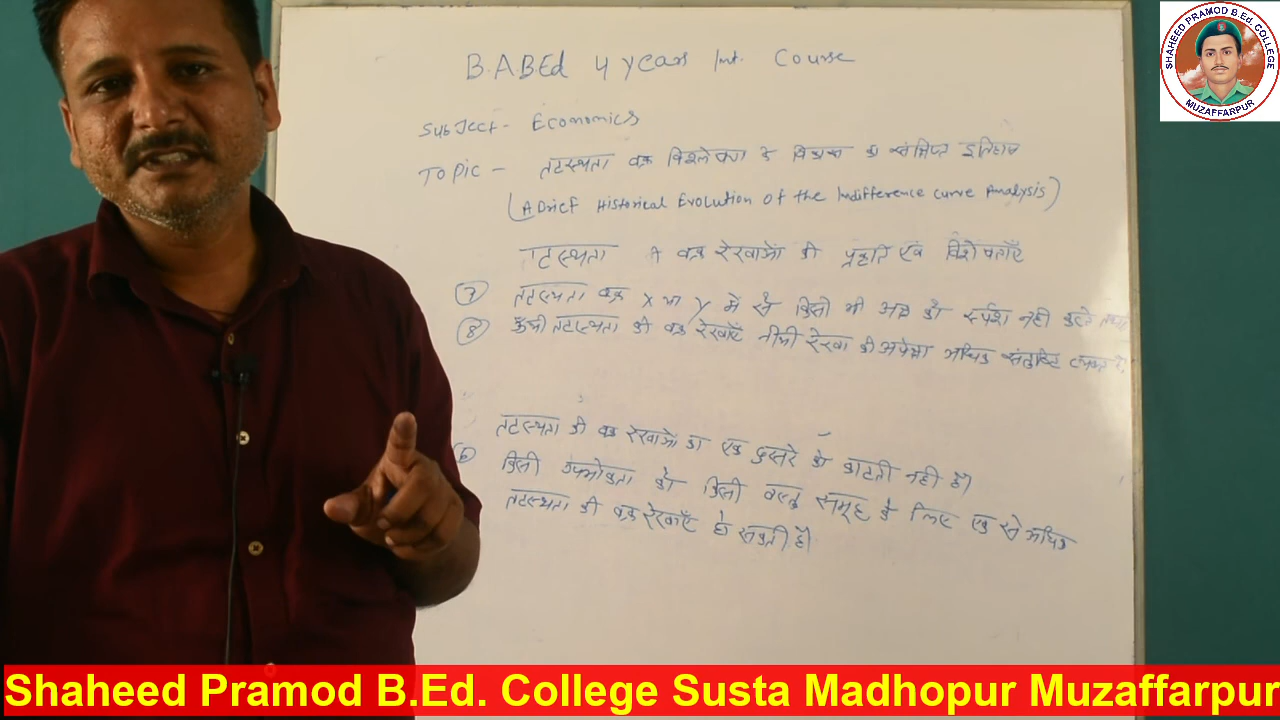 B.A.B.Ed 4 years Int. Course
Subject - Economics
Topic - तटस्थता वक्र विश्लेषण के विकास का संक्षिप्त इतिहास
(A Brief Historical Evolution of the Indifference curve Analysis)
तटस्थता वक्र रेखाओं की प्रकृति एवं विशेषताएँ
7 तटस्थता वक्र X या Y में से किसी भी अक्ष को स्पर्श नही करते
8 ऊँची तटस्थता की वक्र रेखाएँ नीची रेखा की अपेक्षा अधिक संतुष्टि
तटस्थता की वक्र रेखाओं का एक दुसरे को काटती नही है।
6 किसी उपभोक्ता को किसी वस्तु समूह के लिए एक से अधिक
तटस्थता की वक्र रेखाएँ हो सकती है।
SHAHEED PRAMOD B.Ed. COLLEGE
MUZAFFARPUR
Shaheed Pramod B.Ed. College Susta Madhopur Muzaffarpur